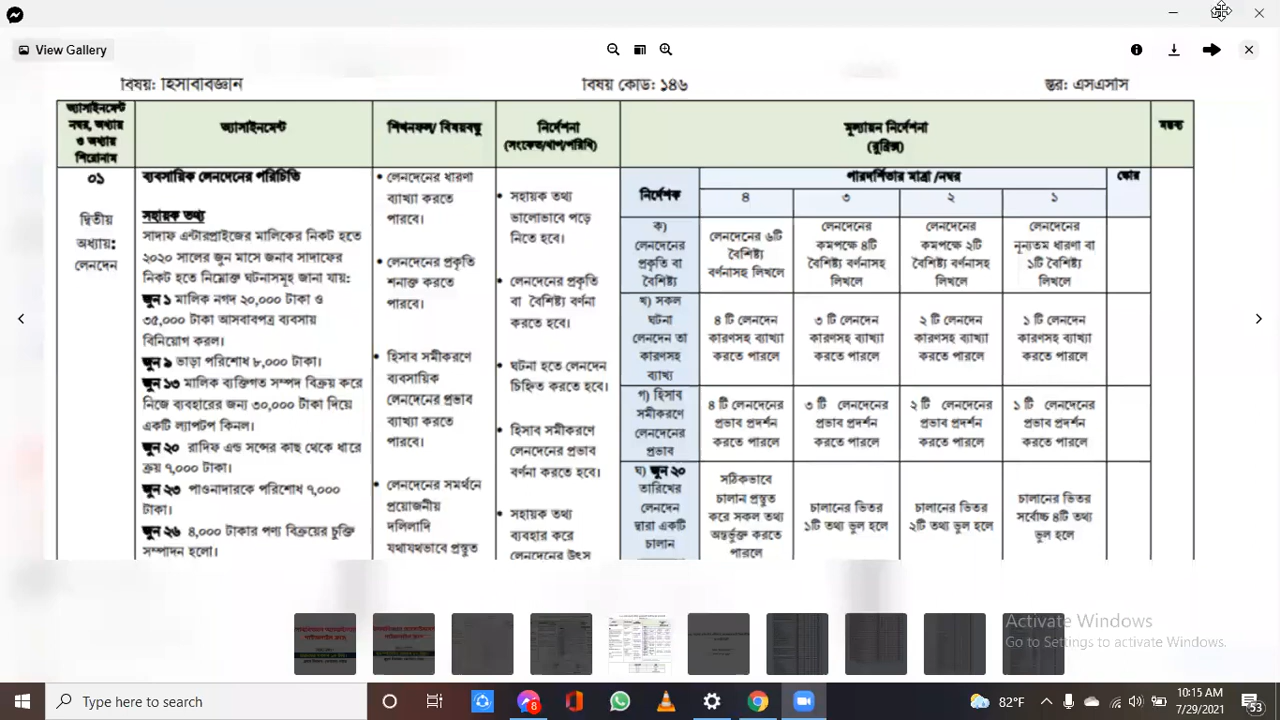 View Gallery
বিষয়: হিসাববিজ্ঞান
বিষয় কোড: ১৪৬
স্তর: এসএসসি
অ্যাসাইনমেন্ট নম্বর, অধ্যায় ও অধ্যায় শিরোনাম
অ্যাসাইনমেন্ট
শিখনফল/ বিষয়বস্তু
নির্দেশনা
(সংকেত/ধাপ/পরিধি)
মূল্যায়ন নির্দেশনা
(রুব্রিক্স)
মন্তব্য
০১
দ্বিতীয়
অধ্যায়:
লেনদেন
ব্যবসায়িক লেনদেনের পরিচিতি
সহায়ক তথ্য
সাদাফ এন্টারপ্রাইজের মালিকের নিকট হতে
২০২০ সালের জুন মাসে জনাব সাদাফের
নিকট হতে নিম্নোক্ত ঘটনাসমূহ জানা যায়:
জুন ১ মালিক নগদ ২০,০০০ টাকা ও
৩৫,০০০ টাকা আসবাবপত্র ব্যবসায়
বিনিয়োগ করল।
জুন ৯ ভাড়া পরিশোধ ৮,০০০ টাকা।
জুন ১৩ মালিক ব্যক্তিগত সম্পদ বিক্রয় করে
নিজে ব্যবহারের জন্য ৩০,০০০ টাকা দিয়ে
একটি ল্যাপটপ কিনল।
জুন ২০ রাদিফ এন্ড সন্সের কাছ থেকে ধারে
ক্রয় ৭,০০০ টাকা।
জুন ২৩ পাওনাদারকে পরিশোধ ৭,০০০
টাকা।
জুন ২৬ ৪,০০০ টাকার পণ্য বিক্রয়ের চুক্তি
সম্পাদন হলো।
• লেনদেনের ধারণা
ব্যাখ্যা করতে
পারবে।
• লেনদেনের প্রকৃতি
শনাক্ত করতে
পারবে।
• হিসাব সমীকরণে
ব্যবসায়িক
লেনদেনের প্রভাব
ব্যাখ্যা করতে
পারবে।
• লেনদেনের সমর্থনে
প্রয়োজনীয়
দলিলাদি
যথাযথভাবে প্রস্তুত
• সহায়ক তথ্য
ভালোভাবে পড়ে
নিতে হবে।
• লেনদেনের প্রকৃতি
বা বৈশিষ্ট্য বর্ণনা
করতে হবে।
• ঘটনা হতে লেনদেন
চিহ্নিত করতে হবে।
• হিসাব সমীকরণে
লেনদেনের প্রভাব
বর্ণনা করতে হবে।
• সহায়ক তথ্য
ব্যবহার করে
লেনদেনের উৎস
নির্দেশক
পারদর্শিতার মাত্রা /নম্বর
স্কোর
৪
৩
২
১
ক)
লেনদেনের
প্রকৃতি বা
বৈশিষ্ট্য
লেনদেনের ৬টি
বৈশিষ্ট্য
বর্ণনাসহ লিখলে
লেনদেনের
কমপক্ষে ৪টি
বৈশিষ্ট্য বর্ণনাসহ
লিখলে
লেনদেনের
কমপক্ষে ২টি
বৈশিষ্ট্য বর্ণনাসহ
লিখলে
লেনদেনের
নূন্যতম ধারণা বা
১টি বৈশিষ্ট্য
লিখলে
খ) সকল
ঘটনা
লেনদেন তা
কারণসহ
ব্যাখ্য
৪ টি লেনদেন
কারণসহ ব্যাখ্যা
করতে পারলে
৩ টি লেনদেন
কারণসহ ব্যাখ্যা
করতে পারলে
২ টি লেনদেন
কারণসহ ব্যাখ্যা
করতে পারলে
১ টি লেনদেন
কারণসহ ব্যাখ্যা
করতে পারলে
গ) হিসাব
সমীকরণে
লেনদেনের
প্রভাব
৪ টি লেনদেনের
প্রভাব প্রদর্শন
করতে পারলে
৩ টি লেনদেনের
প্রভাব প্রদর্শন
করতে পারলে
২ টি লেনদেনের
প্রভাব প্রদর্শন
করতে পারলে
১ টি লেনদেনের
প্রভাব প্রদর্শন
করতে পারলে
ঘ) জুন ২০
তারিখের
লেনদেন
দ্বারা একটি
চালান
সঠিকভাবে
চালান প্রস্তুত
করে সকল তথ্য
অন্তর্ভুক্ত করতে
পারলে
চালানের ভিতর
১টি তথ্য ভুল হলে
চালানের ভিতর
২টি তথ্য ভুল হলে
চালানের ভিতর
সর্বোচ্চ ৪টি তথ্য
ভুল হলে
Activate Windows
Go to Settings to activate Windows.
Type here to search
8
82°F
10:15 AM
7/29/2021
53